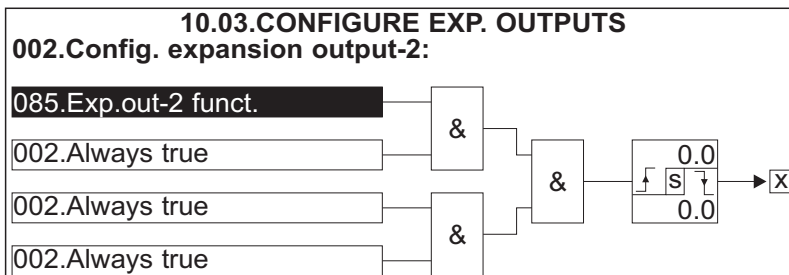 10.03.CONFIGURE EXP. OUTPUTS
002.Config. expansion output-2:
085.Exp.out-2 funct.
&
002.Always true
0.0
& S X
002.Always true
0.0
&
002.Always true